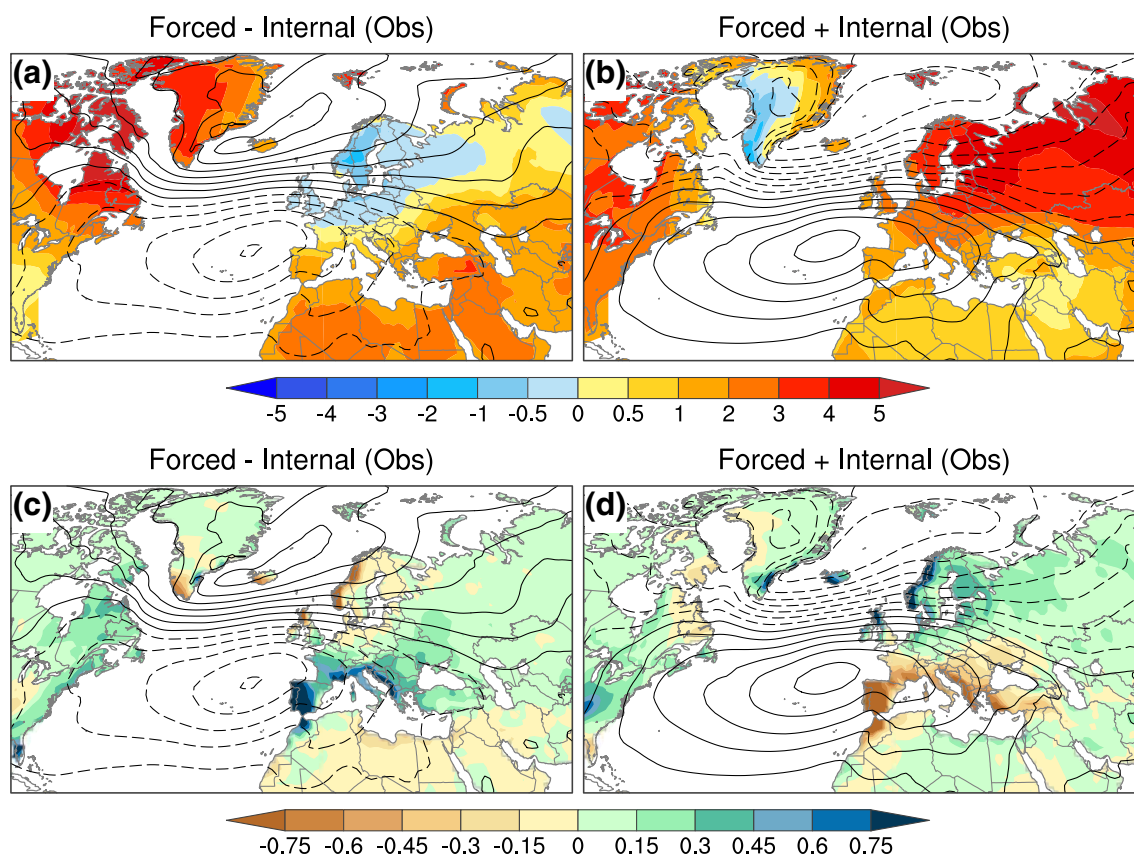 Forced - Internal (Obs) Forced + Internal (Obs)
(a) (b)
-5 -4 -3 -2 -1 -0.5 0 0.5 1 2 3 4 5
Forced - Internal (Obs) Forced + Internal (Obs)
(c) (d)
-0.75 -0.6 -0.45 -0.3 -0.15 0 0.15 0.3 0.45 0.6 0.75